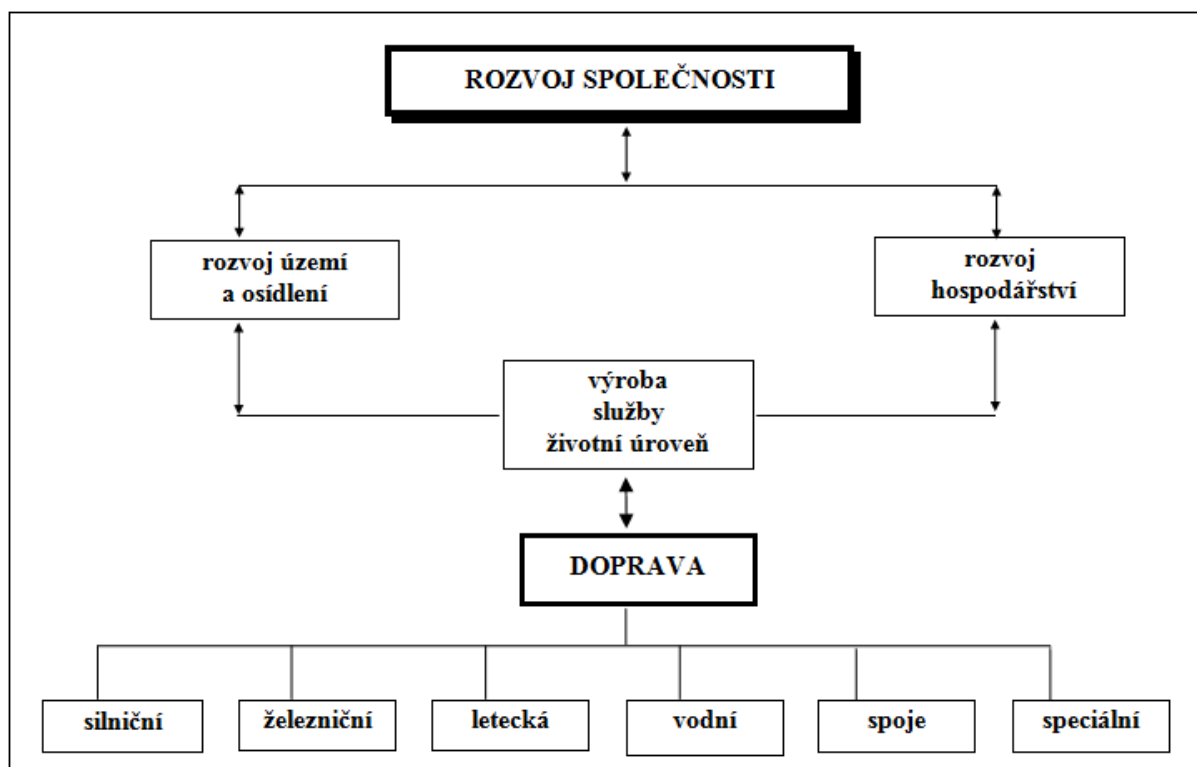 ROZVOJ SPOLEČNOSTI
rozvoj území
a osídlení
rozvoj
hospodářství
výroba
služby
životní úroveň
DOPRAVA
silniční
železniční
letecká
vodní
spoje
speciální